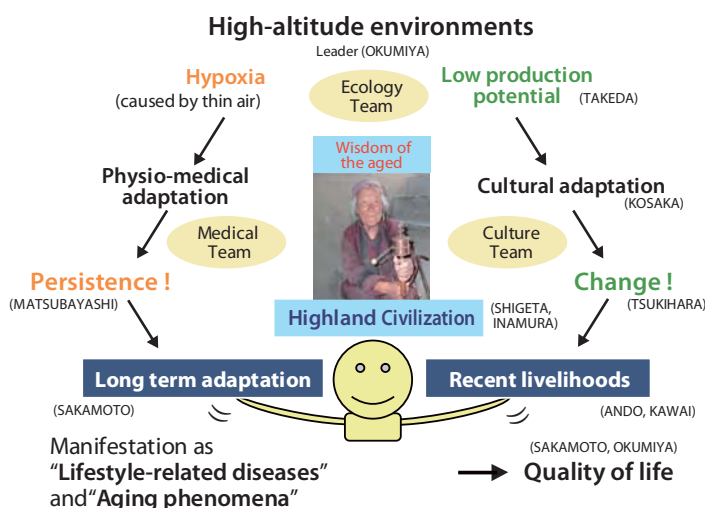 High-altitude environments
Leader (OKUMIYA)
Hypoxia
(caused by thin air)
Ecology
Team
Low production
potential (TAKEDA)
Wisdom of
the aged
Physio-medical
adaptation
Cultural adaptation
(KOSAKA)
Medical
Team
Culture
Team
Persistence !
(MATSUBAYASHI)
Change !
(TSUKIHARA)
Highland Civilization
(SHIGETA,
INAMURA)
Long term adaptation
Recent livelihoods
(SAKAMOTO)
(ANDO, KAWAI)
Manifestation as
“Lifestyle-related diseases”
and“Aging phenomena”
(SAKAMOTO, OKUMIYA)
Quality of life